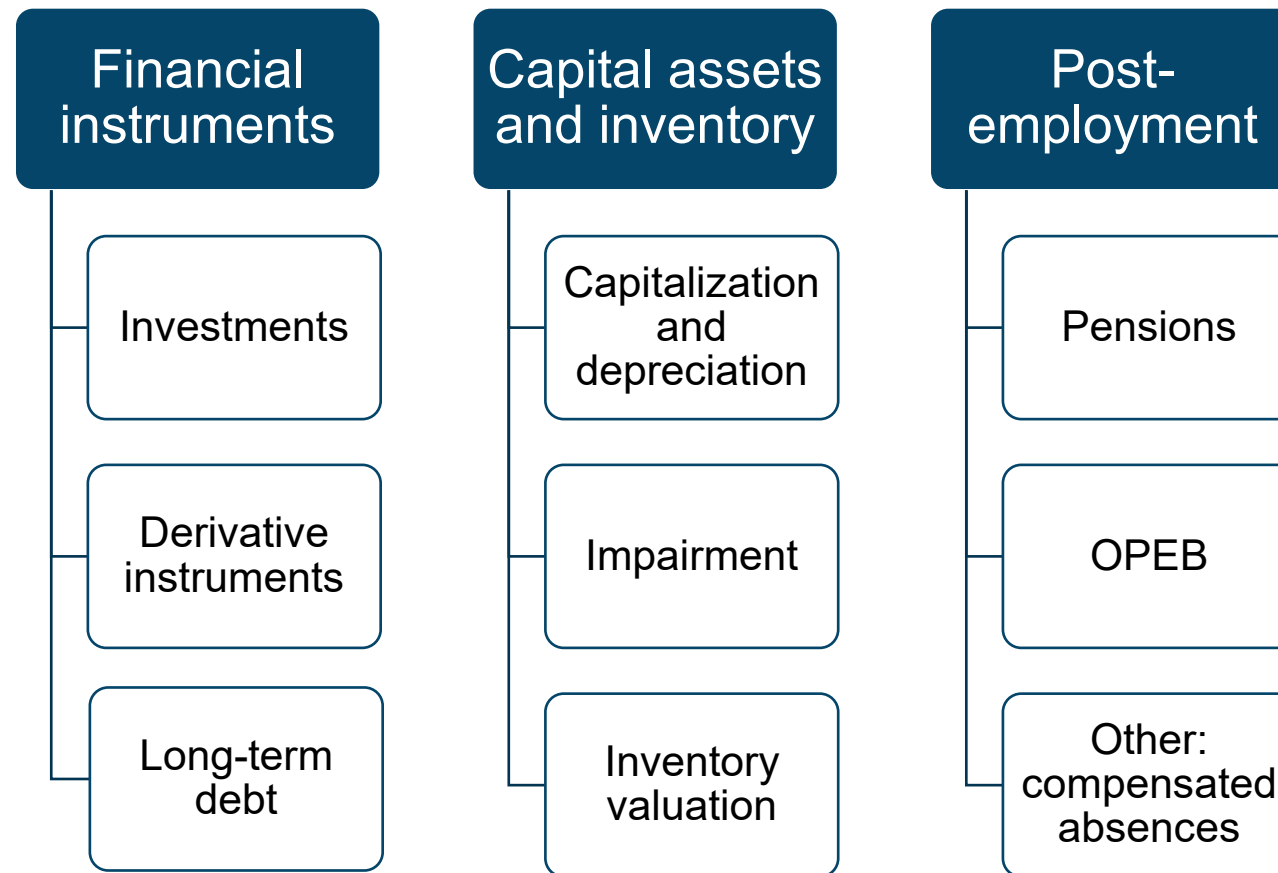 Financial
instruments
Investments
Derivative
instruments
Long-term
debt
Capital assets
and inventory
Capitalization
and
depreciation
Impairment
Inventory
valuation
Post-
employment
Pensions
OPEB
Other:
compensated
absences